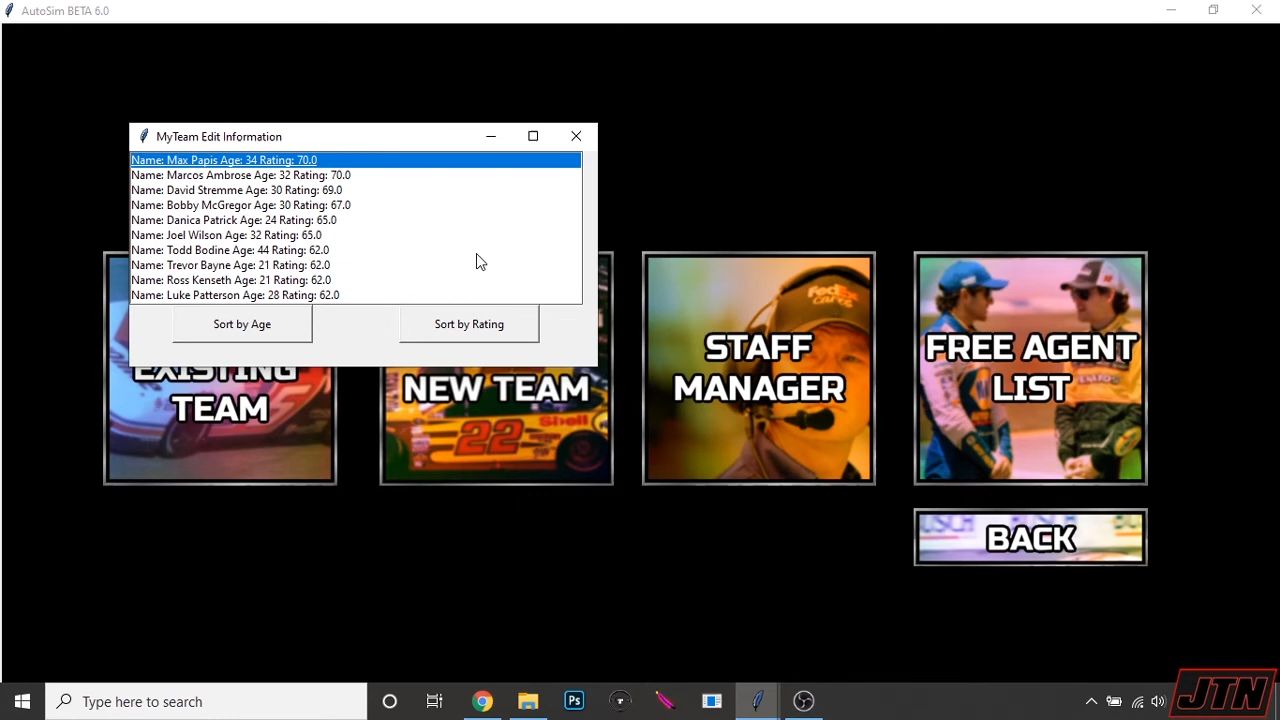 AutoSim BETA 6.0
MyTeam Edit Information
Name: Max Papis Age: 34 Rating: 70.0
Name: Marcos Ambrose Age: 32 Rating: 70.0
Name: David Stremme Age: 30 Rating: 69.0
Name: Bobby McGregor Age: 30 Rating: 67.0
Name: Danica Patrick Age: 24 Rating: 65.0
Name: Joel Wilson Age: 32 Rating: 65.0
Name: Todd Bodine Age: 44 Rating: 62.0
Name: Trevor Bayne Age: 21 Rating: 62.0
Name: Ross Kenseth Age: 21 Rating: 62.0
Name: Luke Patterson Age: 28 Rating: 62.0
Sort by Age
Sort by Rating
EXISTING
TEAM
NEW TEAM
Shell
22
FedEx
cares
STAFF
MANAGER
FREE AGENT
LIST
BACK
Type here to search
Ps
JTN